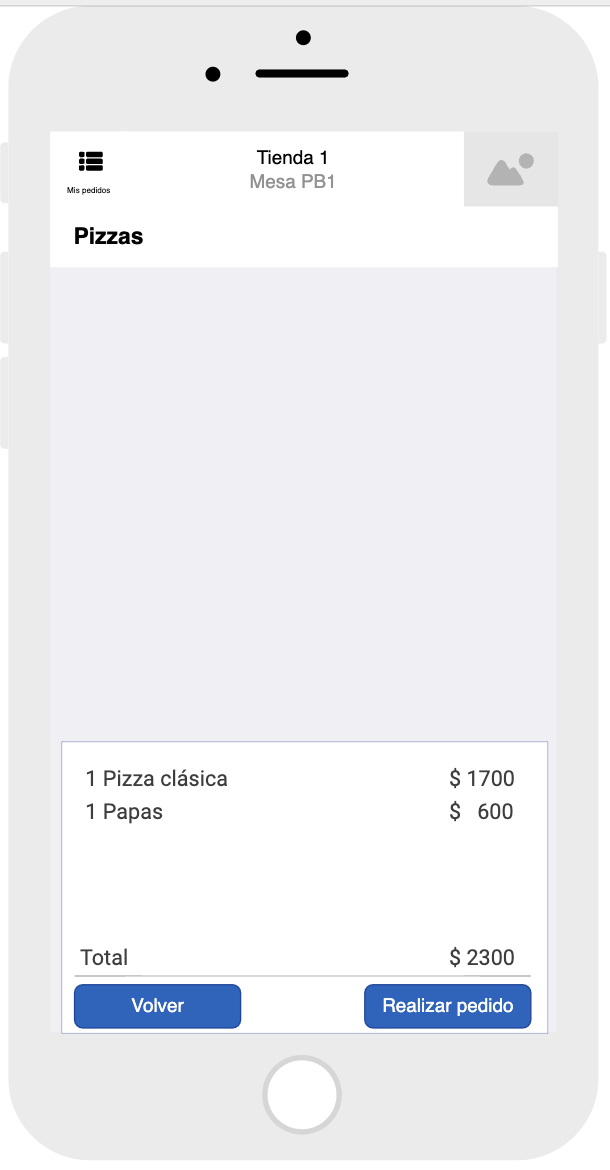 Tienda 1
Mis pedidos
Mesa PB1
Pizzas
1 Pizza clásica $ 1700
1 Papas $ 600
Total $ 2300
Volver Realizar pedido